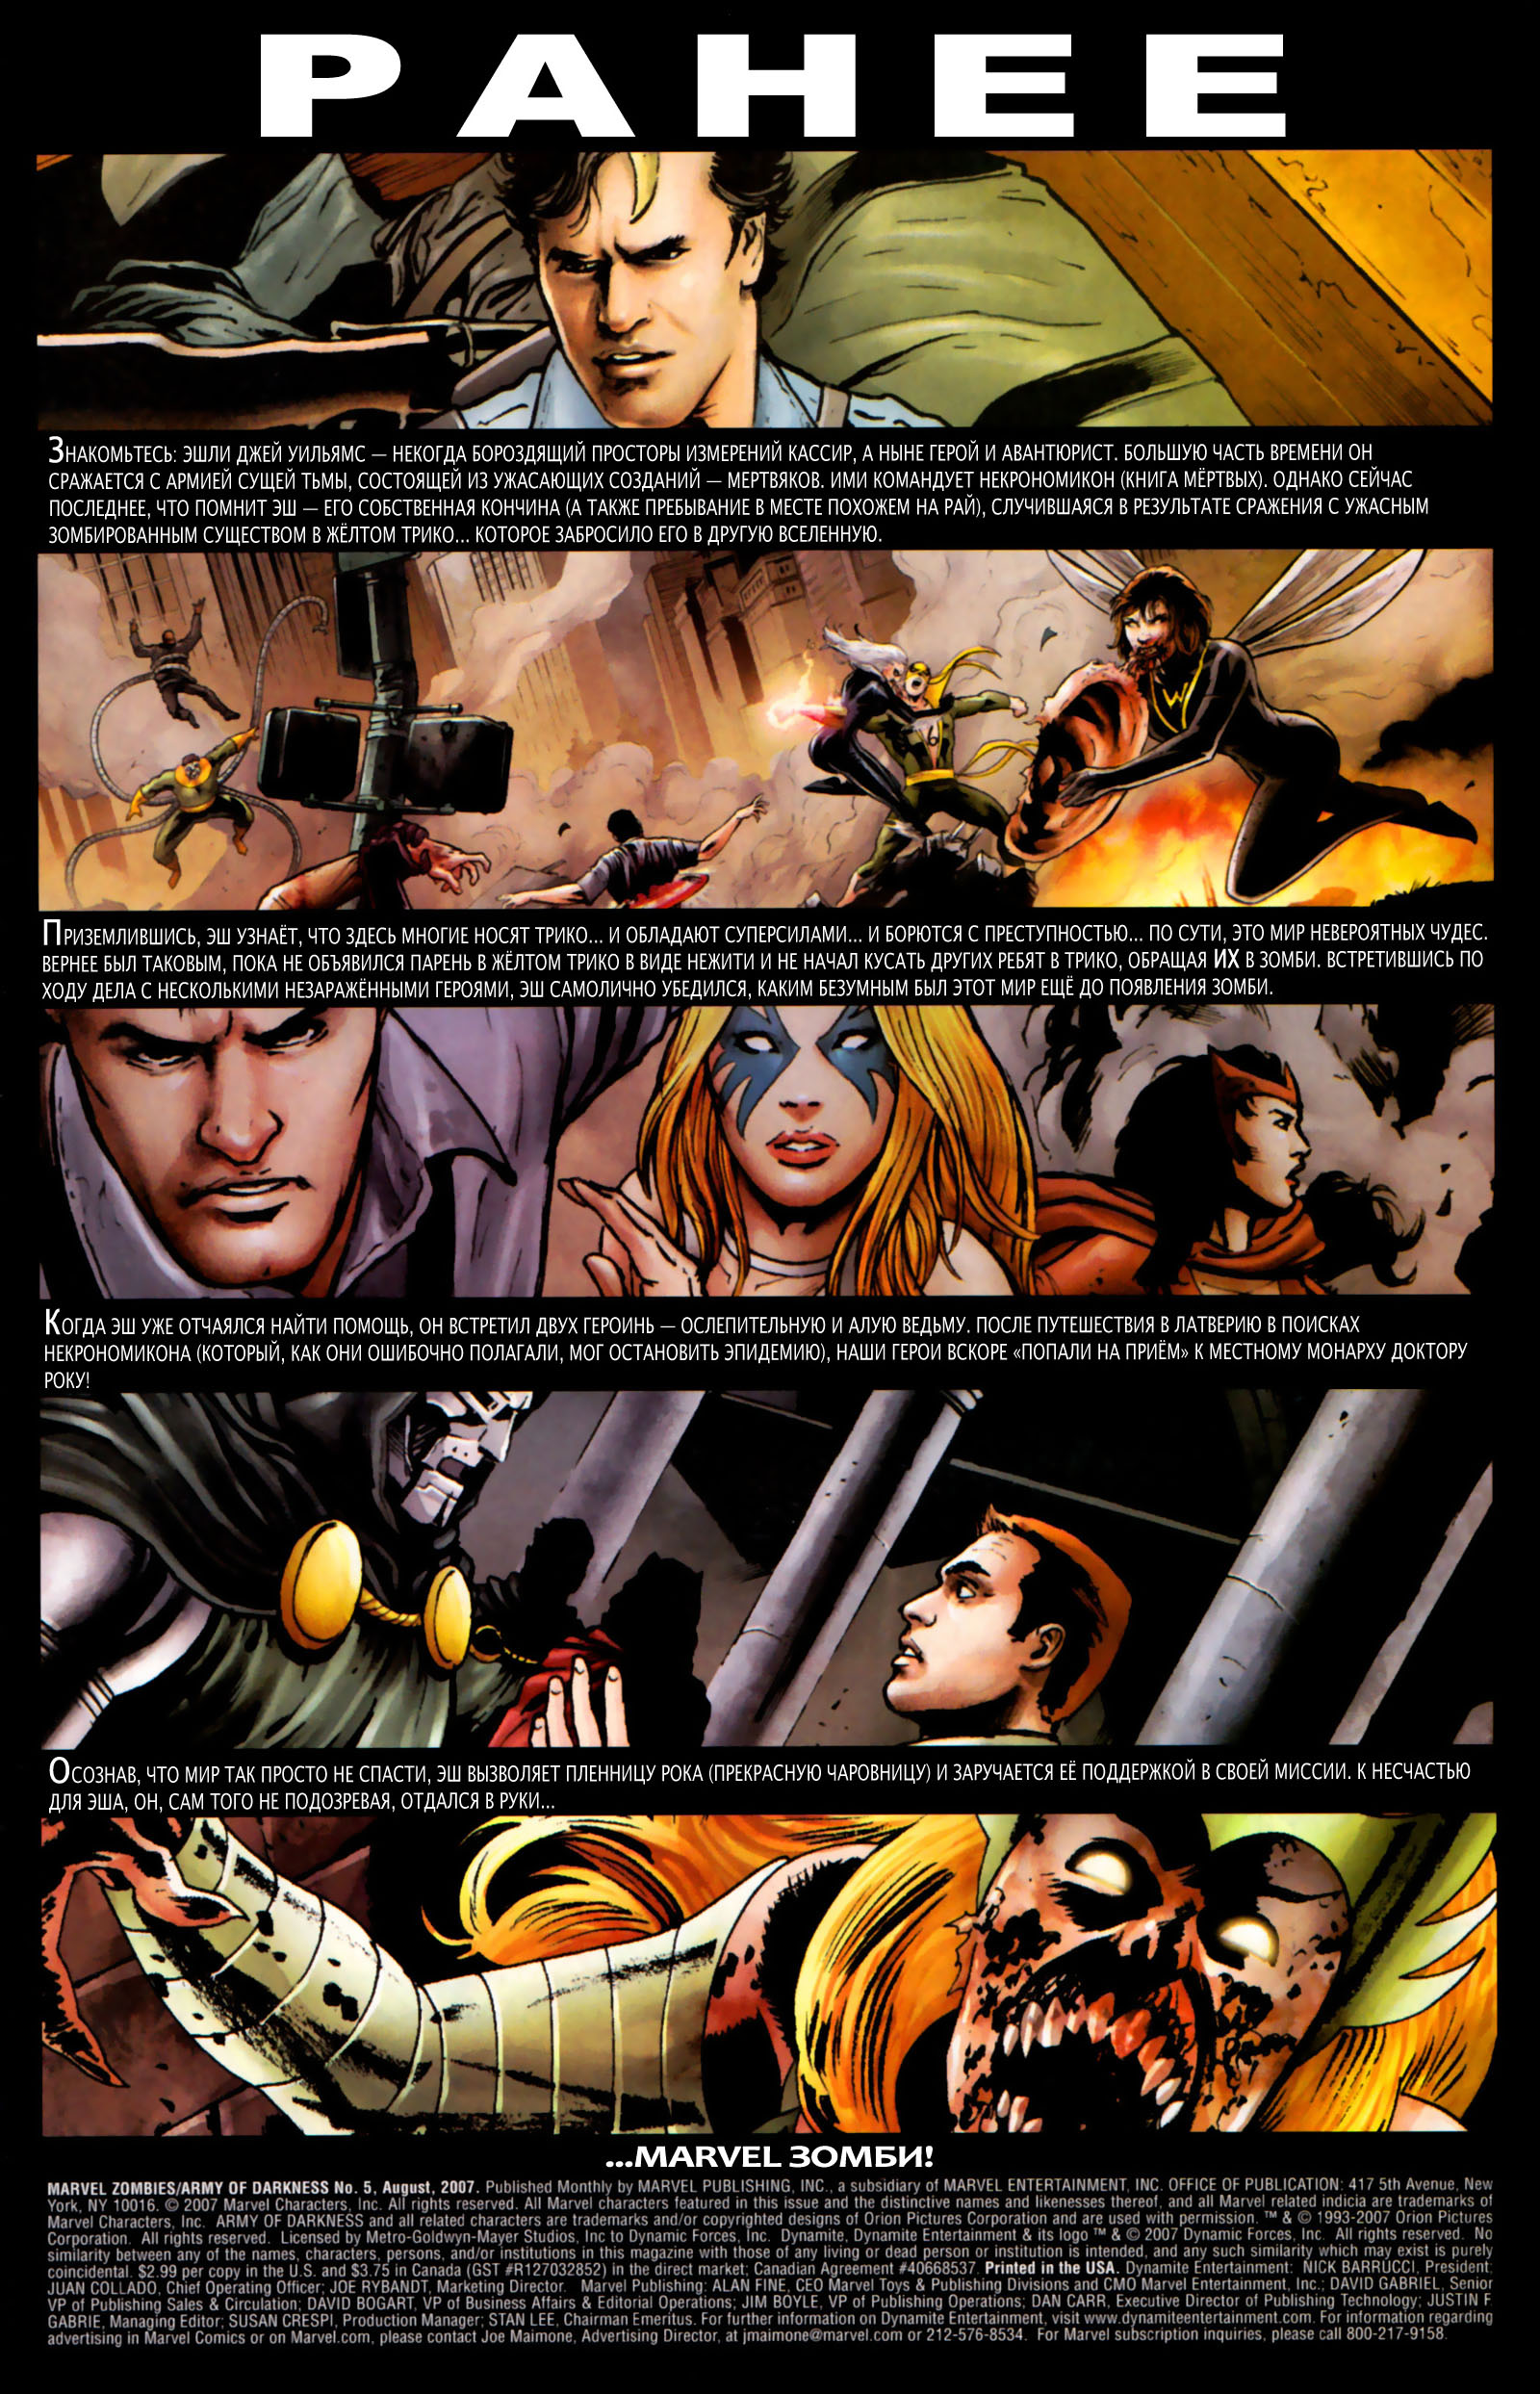 РАНЕЕ
ЗНАКОМЬТЕСЬ: ЭШЛИ ДЖЕЙ УИЛЬЯМС — НЕКОГДА БОРОЗДЯЩИЙ ПРОСТОРЫ ИЗМЕРЕНИЙ КАССИР, А НЫНЕ ГЕРОЙ И АВАНТЮРИСТ. БОЛЬШУЮ ЧАСТЬ ВРЕМЕНИ ОН
СРАЖАЕТСЯ С АРМИЕЙ СУЩЕЙ ТЬМЫ, СОСТОЯЩЕЙ ИЗ УЖАСАЮЩИХ СОЗДАНИЙ — МЕРТВЯКОВ. ИМИ КОМАНДУЕТ НЕКРОНОМИКОН (КНИГА МЁРТВЫХ). ОДНАКО СЕЙЧАС
ПОСЛЕДНЕЕ, ЧТО ПОМНИТ ЭШ — ЕГО СОБСТВЕННАЯ КОНЧИНА (А ТАКЖЕ ПРЕБЫВАНИЕ В МЕСТЕ ПОХОЖЕМ НА РАЙ), СЛУЧИВШАЯСЯ В РЕЗУЛЬТАТЕ СРАЖЕНИЯ С УЖАСНЫМ
ЗОМБИРОВАННЫМ СУЩЕСТВОМ В ЖЁЛТОМ ТРИКО... КОТОРОЕ ЗАБРОСИЛО ЕГО В ДРУГУЮ ВСЕЛЕННУЮ.
ПРИЗЕМЛИВШИСЬ, ЭШ УЗНАЁТ, ЧТО ЗДЕСЬ МНОГИЕ НОСЯТ ТРИКО... И ОБЛАДАЮТ СУПЕРСИЛАМИ... И БОРЮТСЯ С ПРЕСТУПНОСТЬЮ... ПО СУТИ, ЭТО МИР НЕВЕРОЯТНЫХ ЧУДЕС.
ВЕРНЕЕ БЫЛ ТАКОВЫМ, ПОКА НЕ ОБЪЯВИЛСЯ ПАРЕНЬ В ЖЁЛТОМ ТРИКО В ВИДЕ НЕЖИТИ И НЕ НАЧАЛ КУСАТЬ ДРУГИХ РЕБЯТ В ТРИКО, ОБРАЩАЯ ИХ В ЗОМБИ. ВСТРЕТИВШИСЬ ПО
ХОДУ ДЕЛА С НЕСКОЛЬКИМИ НЕЗАРАЖЁННЫМИ ГЕРОЯМИ, ЭШ САМОЛИЧНО УБЕДИЛСЯ, КАКИМ БЕЗУМНЫМ БЫЛ ЭТОТ МИР ЕЩЁ ДО ПОЯВЛЕНИЯ ЗОМБИ.
КОГДА ЭШ УЖЕ ОТЧАЯЛСЯ НАЙТИ ПОМОЩЬ, ОН ВСТРЕТИЛ ДВУХ ГЕРОИНЬ — ОСЛЕПИТЕЛЬНУЮ И АЛУЮ ВЕДЬМУ. ПОСЛЕ ПУТЕШЕСТВИЯ В ЛАТВЕРИЮ В ПОИСКАХ
НЕКРОНОМИКОНА (КОТОРЫЙ, КАК ОНИ ОШИБОЧНО ПОЛАГАЛИ, МОГ ОСТАНОВИТЬ ЭПИДЕМИЮ), НАШИ ГЕРОИ ВСКОРЕ «ПОПАЛИ НА ПРИЁМ» К МЕСТНОМУ МОНАРХУ ДОКТОРУ
РОКУ!
ОСОЗНАВ, ЧТО МИР ТАК ПРОСТО НЕ СПАСТИ, ЭШ ВЫЗВОЛЯЕТ ПЛЕННИЦУ РОКА (ПРЕКРАСНУЮ ЧАРОВНИЦУ) И ЗАРУЧАЕТСЯ ЕЁ ПОДДЕРЖКОЙ В СВОЕЙ МИССИИ. К НЕСЧАСТЬЮ
ДЛЯ ЭША, ОН, САМ ТОГО НЕ ПОДОЗРЕВАЯ, ОТДАЛСЯ В РУКИ...
...MARVEL ЗОМБИ!
MARVEL ZOMBIES/ARMY OF DARKNESS No. 5, August, 2007. Published Monthly by MARVEL PUBLISHING, INC., a subsidiary of MARVEL ENTERTAINMENT, INC. OFFICE OF PUBLICATION: 417 5th Avenue, New
York, NY 10016. © 2007 Marvel Characters, Inc. All rights reserved. All Marvel characters featured in this issue and the distinctive names and likenesses thereof, and all Marvel related indicia are trademarks of
Marvel Characters, Inc. ARMY OF DARKNESS and all related characters are trademarks and/or copyrighted designs of Orion Pictures Corporation and are used with permission. ™ & © 1993-2007 Orion Pictures
Corporation. All rights reserved. Licensed by Metro-Goldwyn-Mayer Studios, Inc to Dynamic Forces, Inc. Dynamite, Dynamite Entertainment & its logo ™ & © 2007 Dynamic Forces, Inc. All rights reserved. No
similarity between any of the names, characters, persons, and/or institutions in this magazine with those of any living or dead person or institution is intended, and any such similarity which may exist is purely
coincidental. $2.99 per copy in the U.S. and $3.75 in Canada (GST #R127032852) in the direct market; Canadian Agreement #40668537. Printed in the USA. Dynamite Entertainment: NICK BARRUCCI, President;
JUAN COLLADO, Chief Operating Officer; JOE RYBANDT, Marketing Director. Marvel Publishing: ALAN FINE, CEO Marvel Toys & Publishing Divisions and CMO Marvel Entertainment, Inc.; DAVID GABRIEL, Senior
VP of Publishing Sales & Circulation; DAVID BOGART, VP of Business Affairs & Editorial Operations; JIM BOYLE, VP of Publishing Operations; DAN CARR, Executive Director of Publishing Technology; JUSTIN F.
GABRIE, Managing Editor; SUSAN CRESPI, Production Manager; STAN LEE, Chairman Emeritus. For further information on Dynamite Entertainment, visit www.dynamiteentertainment.com. For information regarding
advertising in Marvel Comics or on Marvel.com, please contact Joe Maimone, Advertising Director, at jmaimone@marvel.com or 212-576-8534. For Marvel subscription inquiries, please call 800-217-9158.